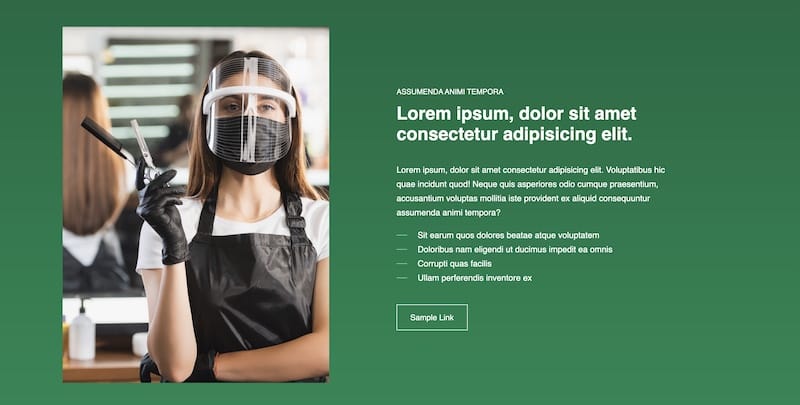 ASSUMENDA ANIMI TEMPORA
Lorem ipsum, dolor sit amet
consectetur adipisicing elit.
Lorem ipsum, dolor sit amet consectetur adipisicing elit. Voluptatibus hic
quae incidunt quod! Neque quis asperiores odio cumque praesentium,
accusantium voluptas mollitia iste provident ex aliquid consequuntur
assumenda animi tempora?
Sit earum quos dolores beatae atque voluptatem
Doloribus nam eligendi ut ducimus impedit ea omnis
Corrupti quas facilis
Ullam perferendis inventore ex
Sample Link